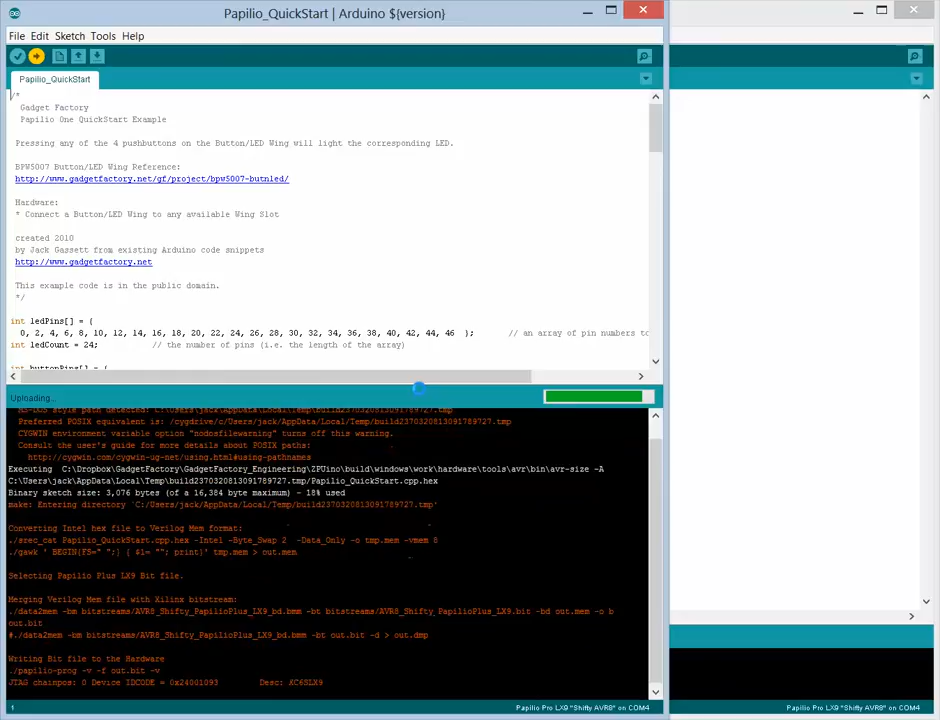 Papilio_QuickStart | Arduino ${version}
File Edit Sketch Tools Help
Papilio_QuickStart
/*
Gadget Factory
Papilio One QuickStart Example
Pressing any of the 4 pushbuttons on the Button/LED Wing will light the corresponding LED.
BPW5007 Button/LED Wing Reference:
http://www.gadgetfactory.net/gf/project/bpw5007-butnled/
Hardware:
* Connect a Button/LED Wing to any available Wing Slot
created 2010
by Jack Gassett from existing Arduino code snippets
http://www.gadgetfactory.net
This example code is in the public domain.
*/
int ledPins[] = {
0, 2, 4, 6, 8, 10, 12, 14, 16, 18, 20, 22, 24, 26, 28, 30, 32, 34, 36, 38, 40, 42, 44, 46 }; // an array of pin numbers to
int ledCount = 24; // the number of pins (i.e. the length of the array)
int buttonPins[] = {
Uploading...
MS-DOS style path detected: C:\Users\jack\AppData\Local\Temp\build2370320813091789727.tmp
Preferred POSIX equivalent is: /cygdrive/c/Users/jack/AppData/Local/Temp/build2370320813091789727.tmp
CYGWIN environment variable option "nodosfilewarning" turns off this warning.
Consult the user's guide for more details about POSIX paths:
http://cygwin.com/cygwin-ug-net/using.html#using-pathnames
Executing C:\Dropbox\GadgetFactory\GadgetFactory_Engineering\ZPUino\build\windows\work\hardware\tools\avr\bin\avr-size -A
C:\Users\jack\AppData\Local\Temp\build2370320813091789727.tmp/Papilio_QuickStart.cpp.hex
Binary sketch size: 3,076 bytes (of a 16,384 byte maximum) - 18% used
make: Entering directory `C:/Users/jack/AppData/Local/Temp/build2370320813091789727.tmp'
Converting Intel hex file to Verilog Mem format:
./srec_cat Papilio_QuickStart.cpp.hex -Intel -Byte_Swap 2 -Data_Only -o tmp.mem -vmem 8
./gawk ' BEGIN{FS=" ";} { $1= ""; print}' tmp.mem > out.mem
Selecting Papilio Plus LX9 Bit file.
Merging Verilog Mem file with Xilinx bitstream:
./data2mem -bm bitstreams/AVR8_Shifty_PapilioPlus_LX9_bd.bmm -bt bitstreams/AVR8_Shifty_PapilioPlus_LX9.bit -bd out.mem -o b
out.bit
#./data2mem -bm bitstreams/AVR8_Shifty_PapilioPlus_LX9_bd.bmm -bt out.bit -d > out.dmp
Writing Bit file to the Hardware
./papilio-prog -v -f out.bit -v
JTAG chainpos: 0 Device IDCODE = 0x24001093 Desc: XC6SLX9
1
Papilio Pro LX9 "Shifty AVR8" on COM4
Papilio Pro LX9 "Shifty AVR8" on COM4